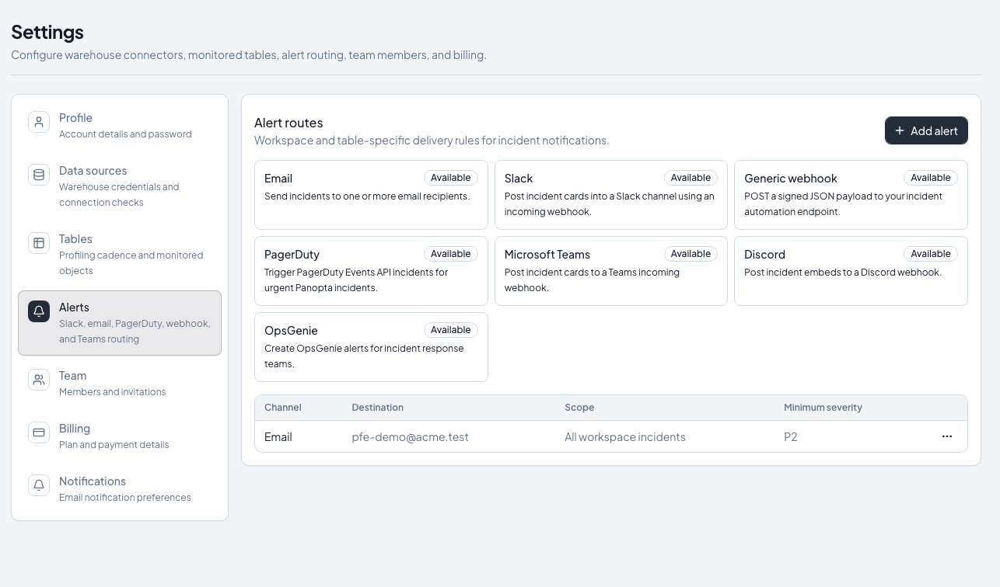 Settings
Configure warehouse connectors, monitored tables, alert routing, team members, and billing.
Profile
Account details and password
Data sources
Warehouse credentials and
connection checks
Tables
Profiling cadence and monitored
objects
Alerts
Slack, email, PagerDuty, webhook,
and Teams routing
Team
Members and invitations
Billing
Plan and payment details
Notifications
Email notification preferences
Alert routes
Workspace and table-specific delivery rules for incident notifications.
Add alert
Email Available
Send incidents to one or more email recipients.
Slack Available
Post incident cards into a Slack channel using an
incoming webhook.
Generic webhook Available
POST a signed JSON payload to your incident
automation endpoint.
PagerDuty Available
Trigger PagerDuty Events API incidents for
urgent Panopta incidents.
Microsoft Teams Available
Post incident cards to a Teams incoming
webhook.
Discord Available
Post incident embeds to a Discord webhook.
OpsGenie Available
Create OpsGenie alerts for incident response
teams.
Channel Destination Scope Minimum severity
Email pfe-demo@acme.test All workspace incidents P2